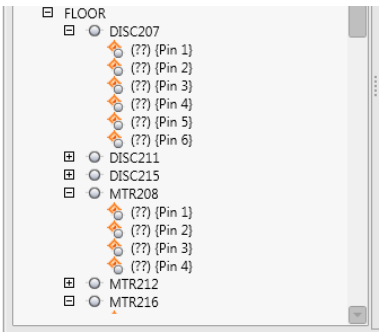 FLOOR
DISC207
(??) {Pin 1}
(??) {Pin 2}
(??) {Pin 3}
(??) {Pin 4}
(??) {Pin 5}
(??) {Pin 6}
DISC211
DISC215
MTR208
(??) {Pin 1}
(??) {Pin 2}
(??) {Pin 3}
(??) {Pin 4}
MTR212
MTR216